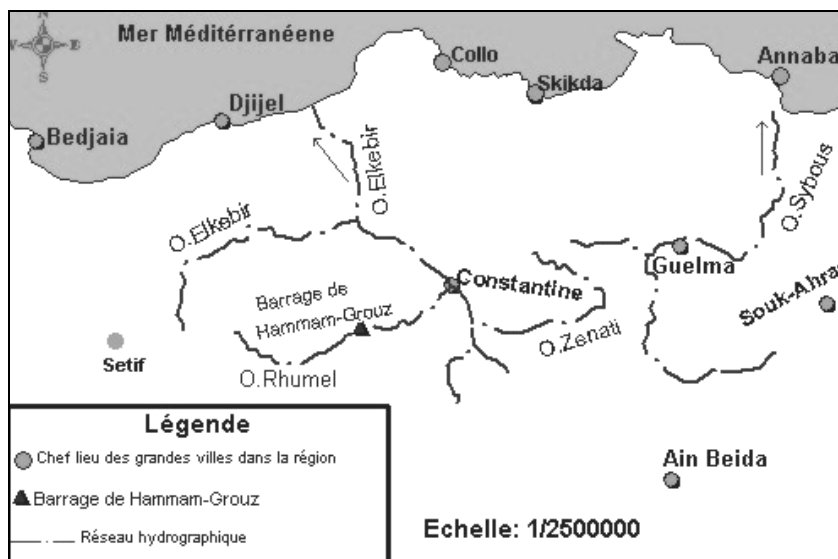 N
W E
S
Mer Méditérranéene
Collo
Annaba
Skikda
Djijel
Bedjaia
O.Elkebir
O.Sybous
O.Elkebir
Guelma
Constantine
Souk-Ahra
Barrage de
Hammam-Grouz
O.Zenati
Setif
O.Rhumel
Légende
Chef lieu des grandes villes dans la région
Barrage de Hammam-Grouz
Réseau hydrographique
Ain Beida
Echelle: 1/2500000